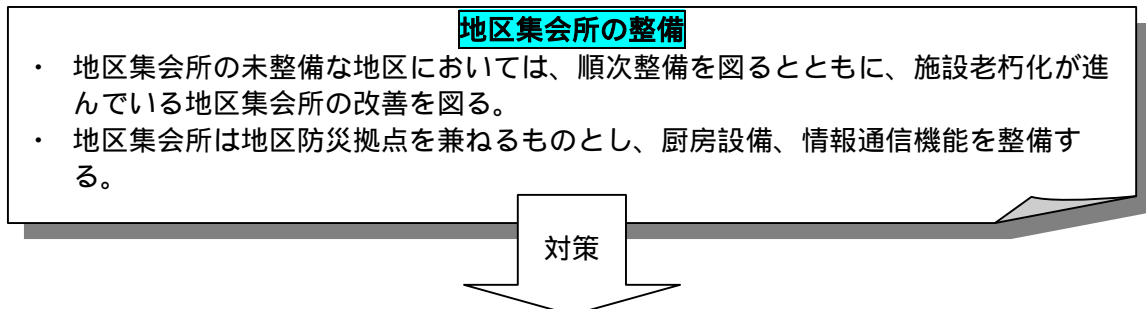 地区集会所の整備
・ 地区集会所の未整備な地区においては、順次整備を図るとともに、施設老朽化が進
んでいる地区集会所の改善を図る。
・ 地区集会所は地区防災拠点を兼ねるものとし、厨房設備、情報通信機能を整備す
る。
対策